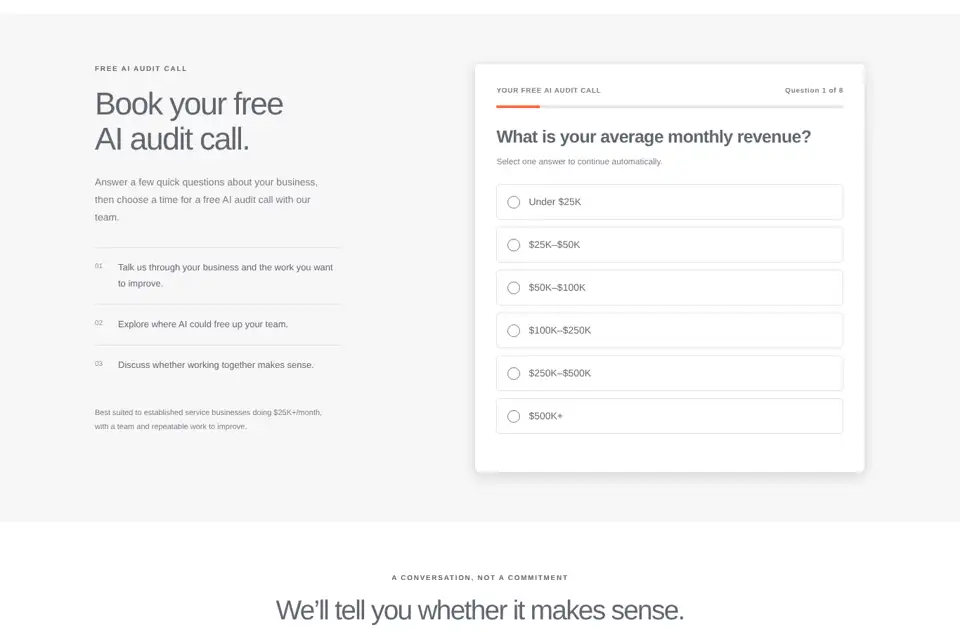 FREE AI AUDIT CALL
Book your free
AI audit call.
Answer a few quick questions about your business,
then choose a time for a free AI audit call with our
team.
01 Talk us through your business and the work you want
to improve.
02 Explore where AI could free up your team.
03 Discuss whether working together makes sense.
Best suited to established service businesses doing $25K+/month,
with a team and repeatable work to improve.
YOUR FREE AI AUDIT CALL
Question 1 of 8
What is your average monthly revenue?
Select one answer to continue automatically.
Under $25K
$25K–$50K
$50K–$100K
$100K–$250K
$250K–$500K
$500K+
A CONVERSATION, NOT A COMMITMENT
We’ll tell you whether it makes sense.